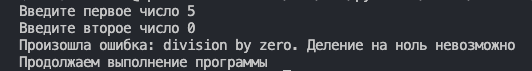 Введите первое число 5
Введите второе число 0
Произошла ошибка: division by zero. Деление на ноль невозможно
Продолжаем выполнение программы